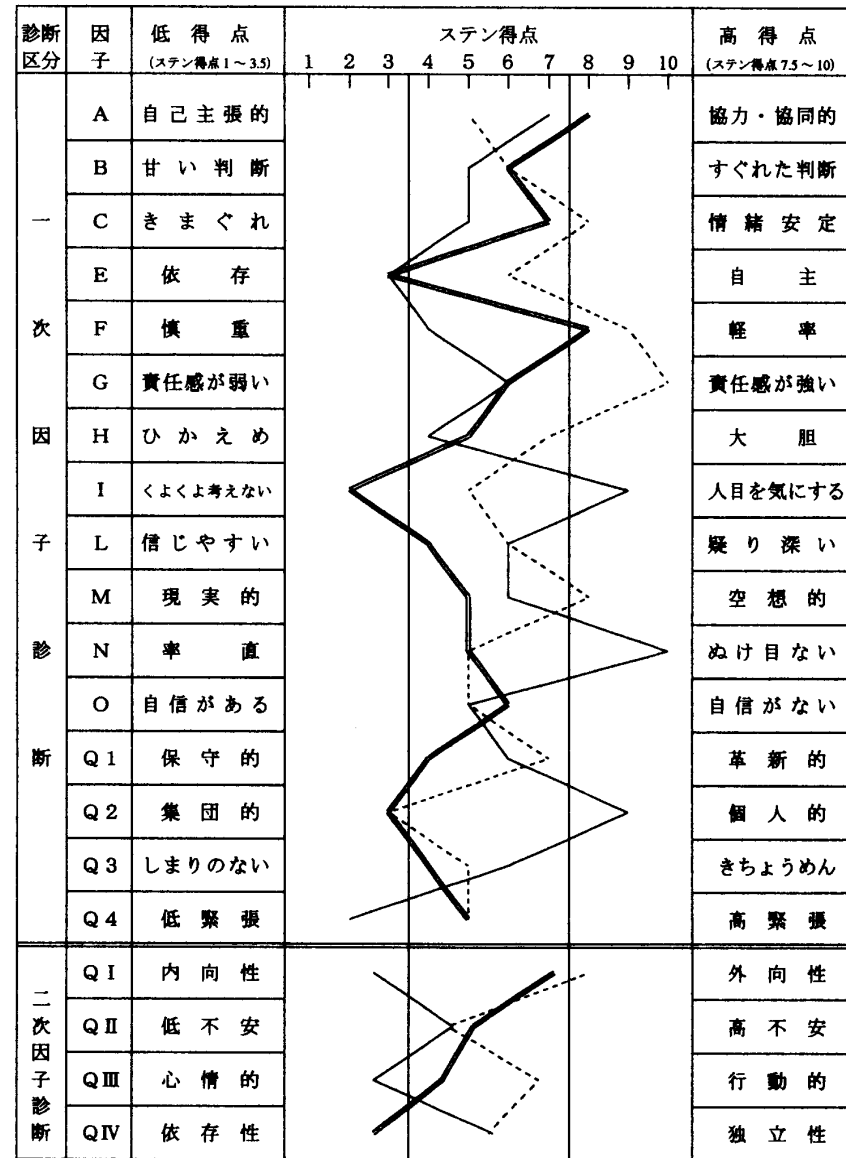 診断区分 因子 低得点 (ステン得点1～3.5) ステン得点 高得点 (ステン得点7.5～10)
1 2 3 4 5 6 7 8 9 10
一次因子診断
A 自己主張的 協力・協同的
B 甘い判断 すぐれた判断
C きまぐれ 情緒安定
E 依存 自主
F 慎重 軽率
G 責任感が弱い 責任感が強い
H ひかえめ 大胆
I くよくよ考えない 人目を気にする
L 信じやすい 疑り深い
M 現実的 空想的
N 率直 ぬけ目ない
O 自信がある 自信がない
Q1 保守的 革新的
Q2 集団的 個人的
Q3 しまりのない きちょうめん
Q4 低緊張 高緊張
二次因子診断
QⅠ 内向性 外向性
QⅡ 低不安 高不安
QⅢ 心情的 行動的
QⅣ 依存性 独立性